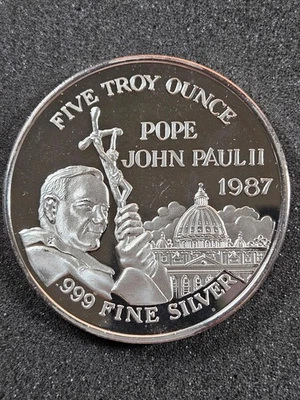 FIVE TROY OUNCE
POPE
JOHN PAUL II
1987
.999 FINE SILVER